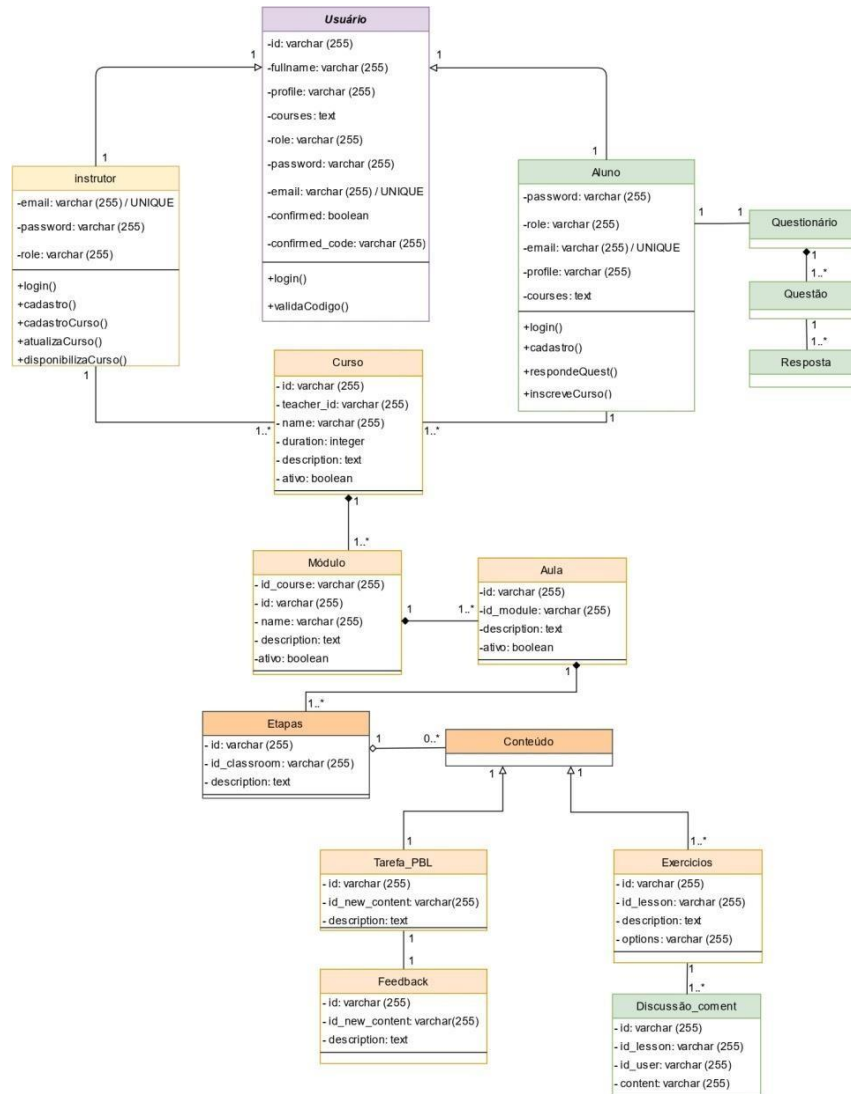 Usuário
-id: varchar (255)
-fullname: varchar (255)
-profile: varchar (255)
-courses: text
-role: varchar (255)
-password: varchar (255)
-email: varchar (255) / UNIQUE
-confirmed: boolean
-confirmed_code: varchar (255)
+login()
+validaCodigo()
1
1
1
1
instrutor
-email: varchar (255) / UNIQUE
-password: varchar (255)
-role: varchar (255)
+login()
+cadastro()
+cadastroCurso()
+atualizaCurso()
+disponibilizaCurso()
Aluno
-password: varchar (255)
-role: varchar (255)
-email: varchar (255) / UNIQUE
-profile: varchar (255)
-courses: text
+login()
+cadastro()
+respondeQuest()
+inscreveCurso()
1
1
Questionário
1
1..*
Questão
1
1..*
Resposta
1
1..*
1..*
1
Curso
- id: varchar (255)
- teacher_id: varchar (255)
- name: varchar (255)
- duration: integer
- description: text
- ativo: boolean
1
1..*
Módulo
- id_course: varchar (255)
- id: varchar (255)
- name: varchar (255)
- description: text
-ativo: boolean
1
1..*
Aula
-id: varchar (255)
-id_module: varchar (255)
-description: text
-ativo: boolean
1
1..*
Etapas
- id: varchar (255)
- id_classroom: varchar (255)
- description: text
1
0..*
Conteúdo
1
1
1
1..*
Tarefa_PBL
- id: varchar (255)
- id_new_content: varchar(255)
- description: text
1
1
Feedback
- id: varchar (255)
- id_new_content: varchar(255)
- description: text
Exercicios
- id: varchar (255)
- id_lesson: varchar (255)
- description: text
- options: varchar (255)
1
1..*
Discussão_coment
- id: varchar (255)
- id_lesson: varchar (255)
- id_user: varchar (255)
- content: varchar (255)